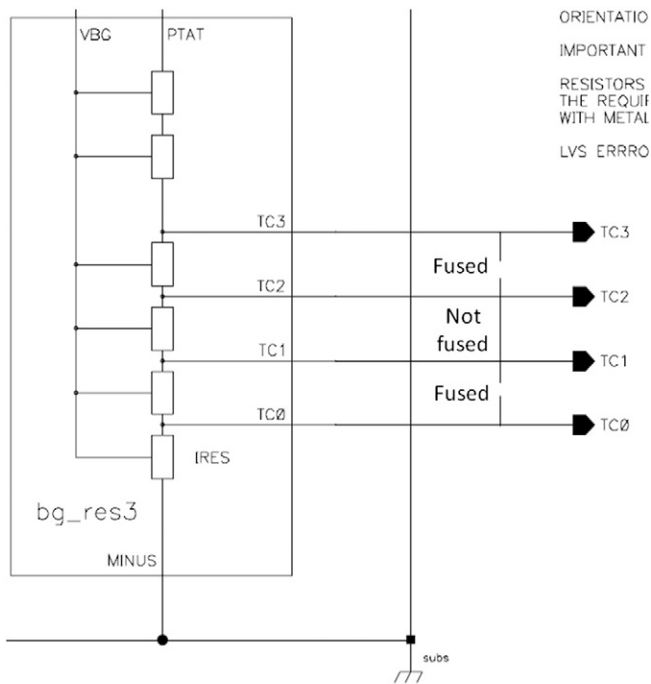 VBG
PTAT
ORIENTATIO
IMPORTANT
RESISTORS
THE REQUIF
WITH METAL
LVS ERRRO
TC3
TC3
Fused
TC2
TC2
Not
fused
TC1
TC1
Fused
TCØ
TCØ
IRES
bg_res3
MINUS
subs